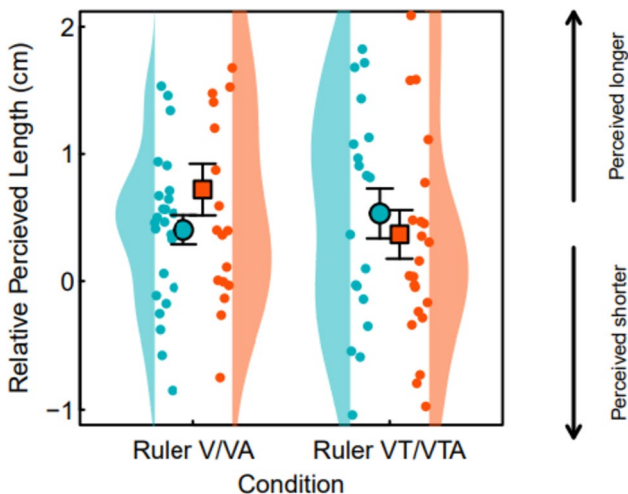 Relative Percieved Length (cm)
2
1
0
−1
Ruler V/VA
Ruler VT/VTA
Condition
Perceived longer
Perceived shorter